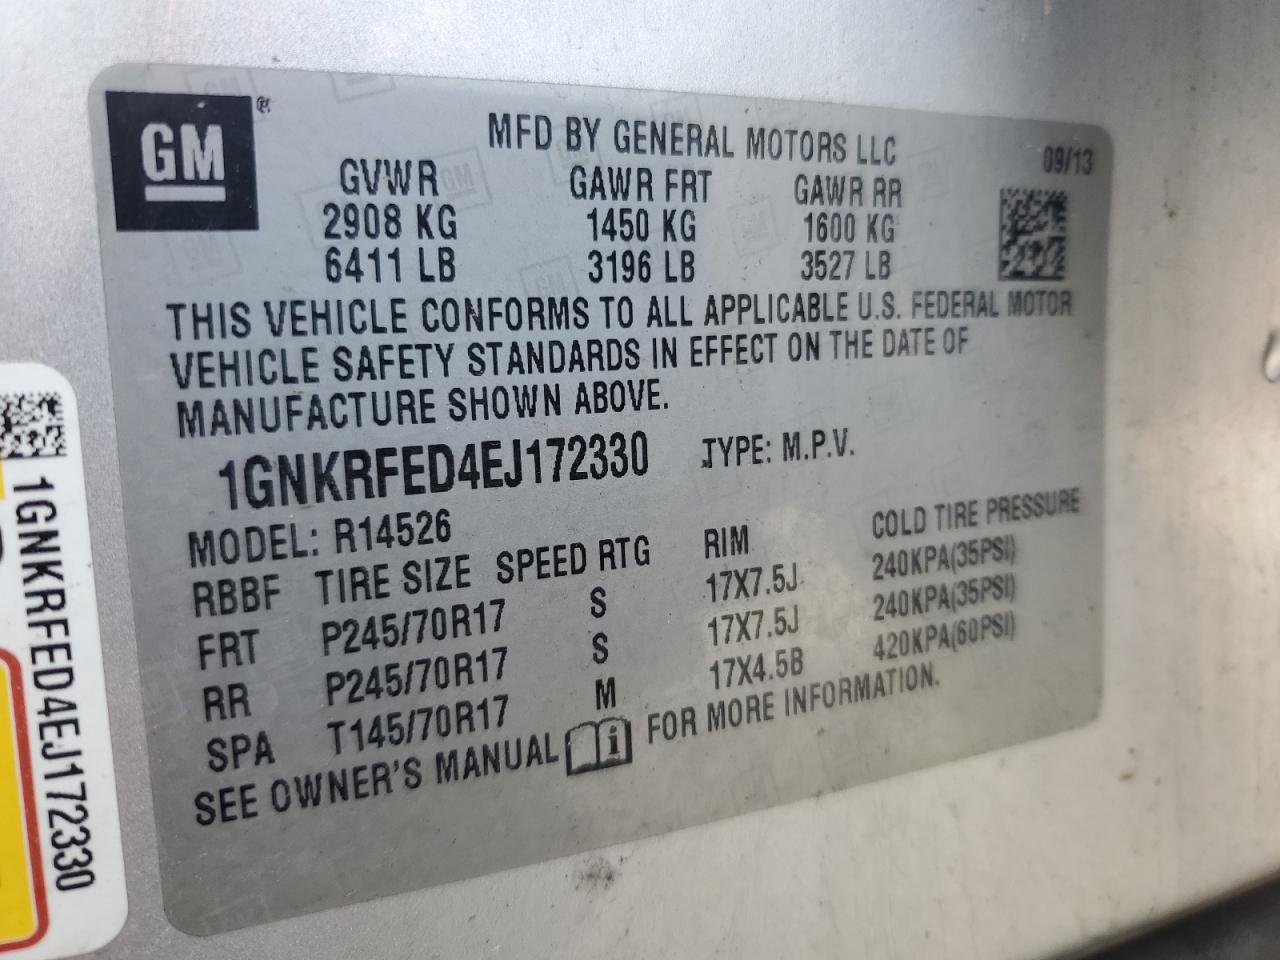 GM
MFD BY GENERAL MOTORS LLC
09/13
GVWR GAWR FRT GAWR RR
2908 KG 1450 KG 1600 KG
6411 LB 3196 LB 3527 LB
THIS VEHICLE CONFORMS TO ALL APPLICABLE U.S. FEDERAL MOTOR
VEHICLE SAFETY STANDARDS IN EFFECT ON THE DATE OF
MANUFACTURE SHOWN ABOVE.
1GNKRFED4EJ172330 TYPE: M.P.V.
MODEL: R14526
RBBF TIRE SIZE SPEED RTG RIM COLD TIRE PRESSURE
FRT P245/70R17 S 17X7.5J 240KPA(35PSI)
RR P245/70R17 S 17X7.5J 240KPA(35PSI)
SPA T145/70R17 M 17X4.5B 420KPA(60PSI)
SEE OWNER'S MANUAL FOR MORE INFORMATION.
1GNKRFED4EJ172330